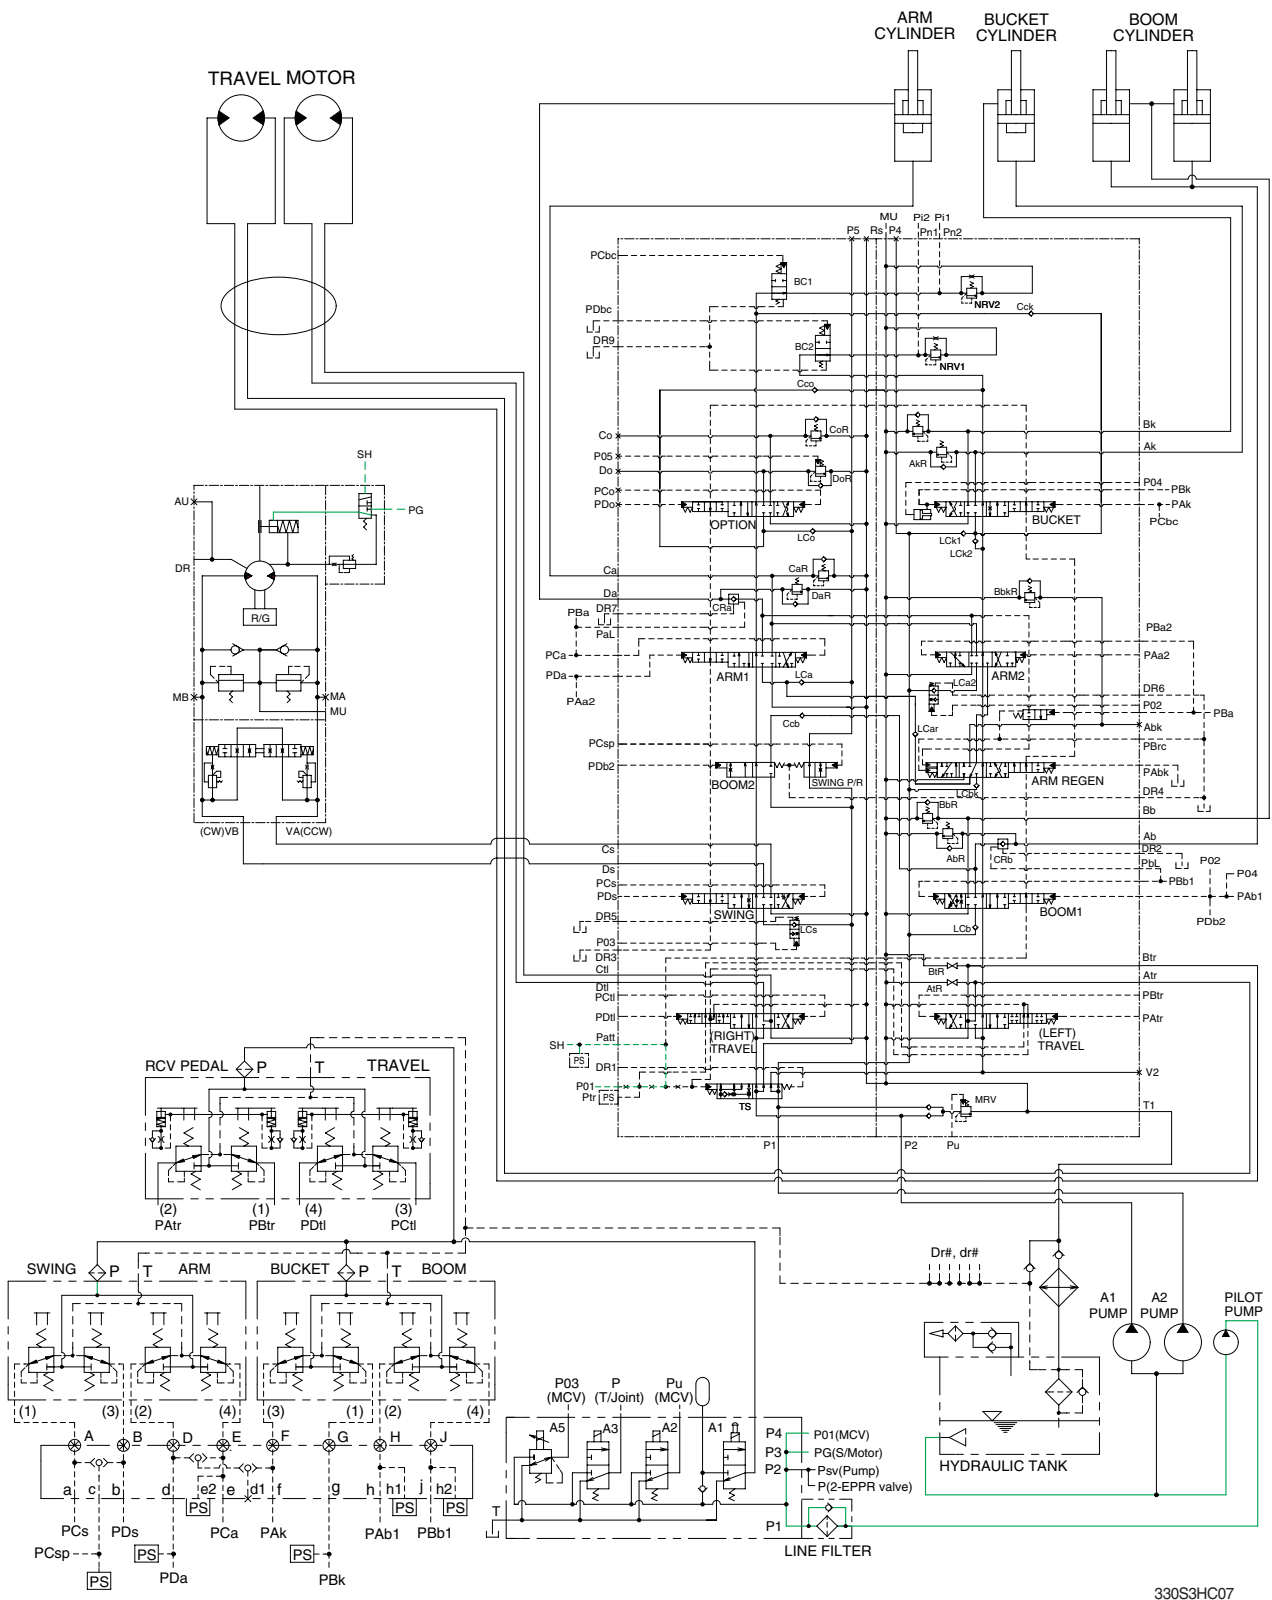 ARM
CYLINDER
BUCKET
CYLINDER
BOOM
CYLINDER
TRAVEL MOTOR
MU Pi2 Pi1
P5 Rs P4 Pn1 Pn2
PCbc
BC1
NRV2
Cck
PDbc
DR9
BC2
NRV1
Cco
Co
CoR
Bk
P05
Do
DoR
AkR
Ak
PCo
PDo
OPTION
BUCKET
P04
PBk
PAk
PCbc
LCo
LCk1
LCk2
SH
AU
PG
DR
R/G
MB
MA
MU
(CW)VB
VA(CCW)
Ca
CaR
Da
DaR
CRa
BbkR
PBa
DR7
PaL
PBa2
PCa
PDa
PAa2
ARM1
ARM2
PAa2
LCa
LCa2
DR6
P02
PBa
Ccb
LCar
Abk
PCsp
PDb2
BOOM2
SWING P/R
PBrc
ARM REGEN
PAbk
LCbk
DR4
BbR
Bb
AbR
CRb
Ab
DR2
PbL
Cs
Ds
PCs
PDs
SWING
BOOM1
PBb1
P02
P04
PAb1
PDb2
DR5
LCs
P03
DR3
LCb
Ctl
Dtl
BtR
Btr
AtR
Atr
PCtl
PBtr
PDtl
(RIGHT)
TRAVEL
(LEFT)
TRAVEL
PAtr
Patt
SH
PS
DR1
P01
Ptr
PS
TS
V2
MRV
T1
P1
P2
Pu
RCV PEDAL
P
T
TRAVEL
(2)
PAtr
(1)
PBtr
(4)
PDtl
(3)
PCtl
SWING
P
T
ARM
BUCKET
P
T
BOOM
(1)
(3)
(2)
(4)
(3)
(1)
(2)
(4)
A
B
D
E
F
G
H
J
a
c
b
d
e2
e
d1
f
g
h
h1
j
h2
PS
PS
PS
PCs
PDs
PCa
PAk
PAb1
PBb1
PCsp
PS
PS
PDa
PS
PBk
Dr#, dr#
A1
PUMP
A2
PUMP
PILOT
PUMP
HYDRAULIC TANK
P03
(MCV)
P
(T/Joint)
Pu
(MCV)
A5
A3
A2
A1
P4
P01(MCV)
P3
PG(S/Motor)
P2
Psv(Pump)
P(2-EPPR valve)
T
P1
LINE FILTER
330S3HC07